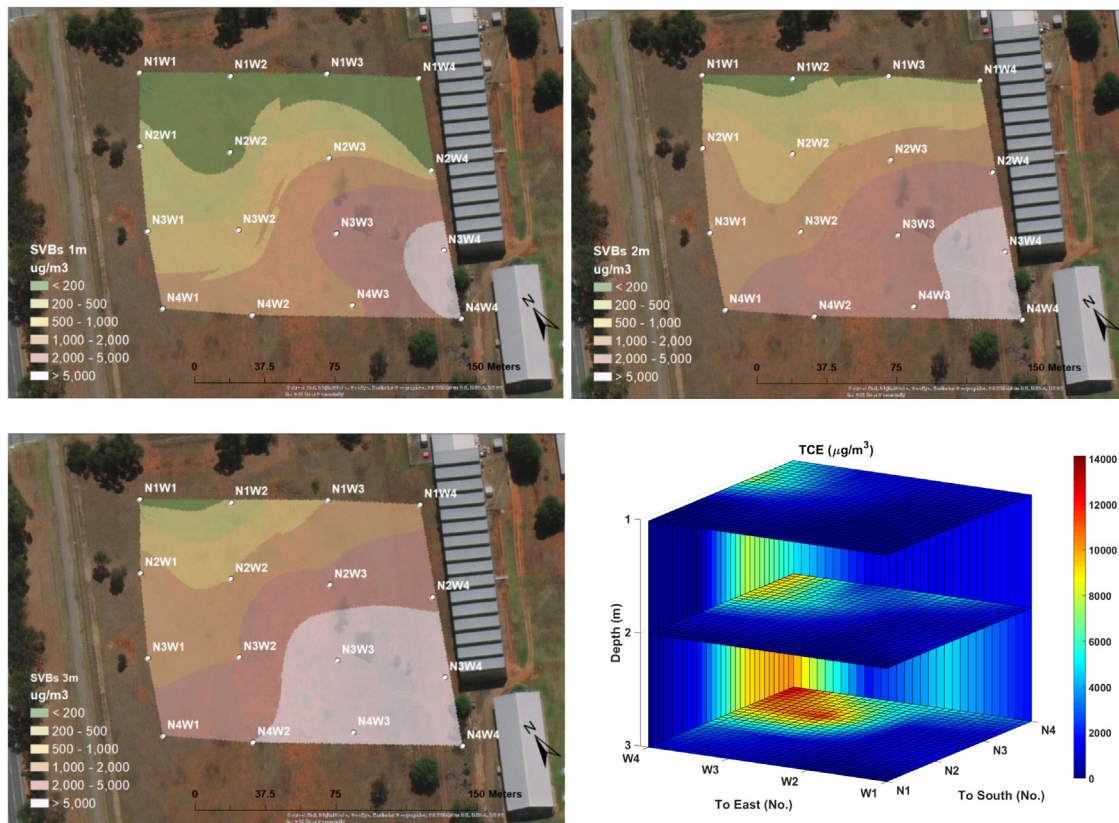 N1W1
N1W2
N1W3
N1W4
N2W1
N2W2
N2W3
N2W4
N3W1
N3W2
N3W3
N3W4
SVBs 1m
ug/m3
< 200
200 - 500
500 - 1,000
1,000 - 2,000
2,000 - 5,000
> 5,000
N4W1
N4W2
N4W3
N4W4
N
0 37.5 75 150 Meters
N1W1
N1W2
N1W3
N1W4
N2W1
N2W2
N2W3
N2W4
N3W1
N3W2
N3W3
N3W4
SVBs 2m
ug/m3
< 200
200 - 500
500 - 1,000
1,000 - 2,000
2,000 - 5,000
> 5,000
N4W1
N4W2
N4W3
N4W4
N
0 37.5 75 150 Meters
N1W1
N1W2
N1W3
N1W4
N2W1
N2W2
N2W3
N2W4
N3W1
N3W2
N3W3
N3W4
SVBs 3m
ug/m3
< 200
200 - 500
500 - 1,000
1,000 - 2,000
2,000 - 5,000
> 5,000
N4W1
N4W2
N4W3
N4W4
N
0 37.5 75 150 Meters
TCE (μg/m³)
14000
12000
10000
8000
6000
4000
2000
0
1
2
3
Depth (m)
W4
W3
W2
W1
N1
N2
N3
N4
To East (No.)
To South (No.)